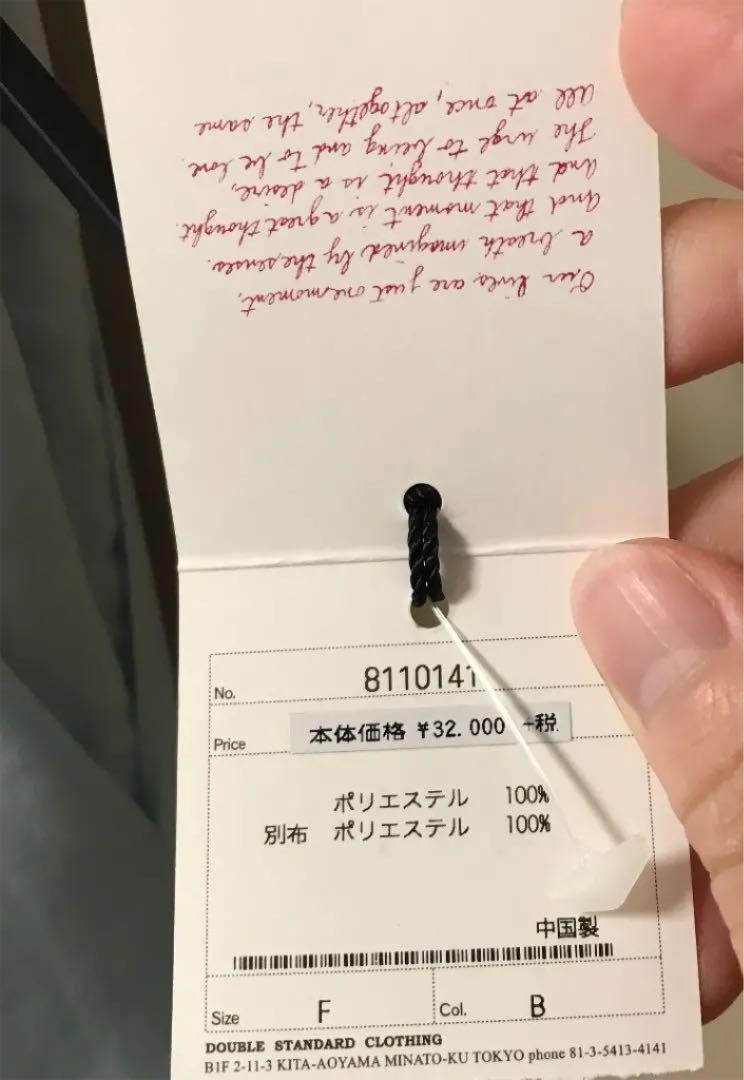 Our lives are just one moment,
a breath imagined by the senses.
And that moment is a great thought.
And that thought is a desire,
The urge to being and to be love.
All at once, altogether, the same
No. 8110141
Price 本体価格 ¥32.000 +税
ポリエステル 100%
別布 ポリエステル 100%
中国製
Size F Col. B
DOUBLE STANDARD CLOTHING
B1F 2-11-3 KITA-AOYAMA MINATO-KU TOKYO phone 81-3-5413-4141